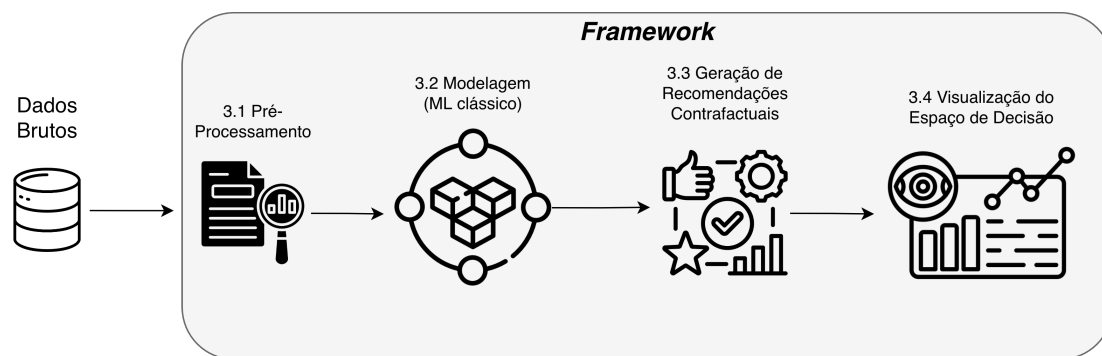 Framework
Dados
Brutos
3.1 Pré-
Processamento
3.2 Modelagem
(ML clássico)
3.3 Geração de
Recomendações
Contrafactuais
3.4 Visualização do
Espaço de Decisão